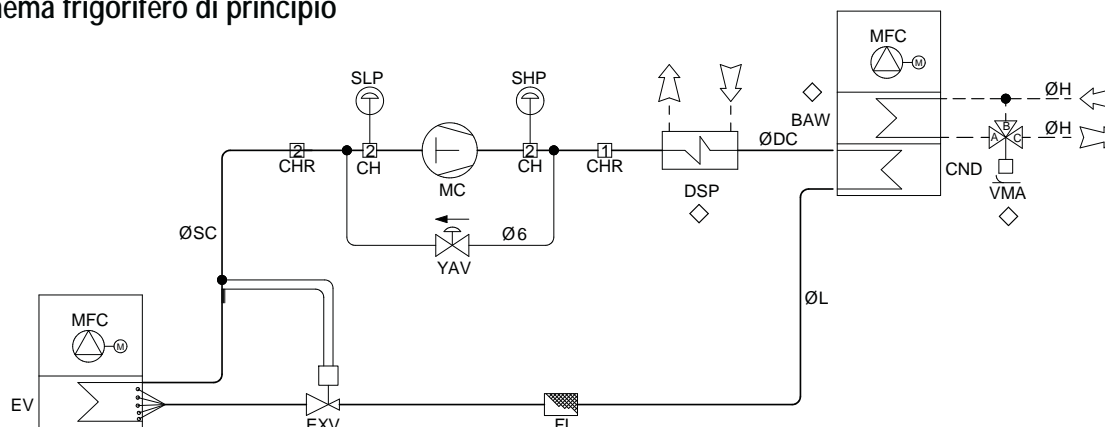 frigorifero di principio
MFC
M
SLP
SHP
BAW
ØH
ØH
B
A
C
2
2
2
1
ØDC
CHR
CH
MC
CH
CHR
DSP
CND
VMA
ØSC
Ø6
YAV
ØL
MFC
M
EV
EXV